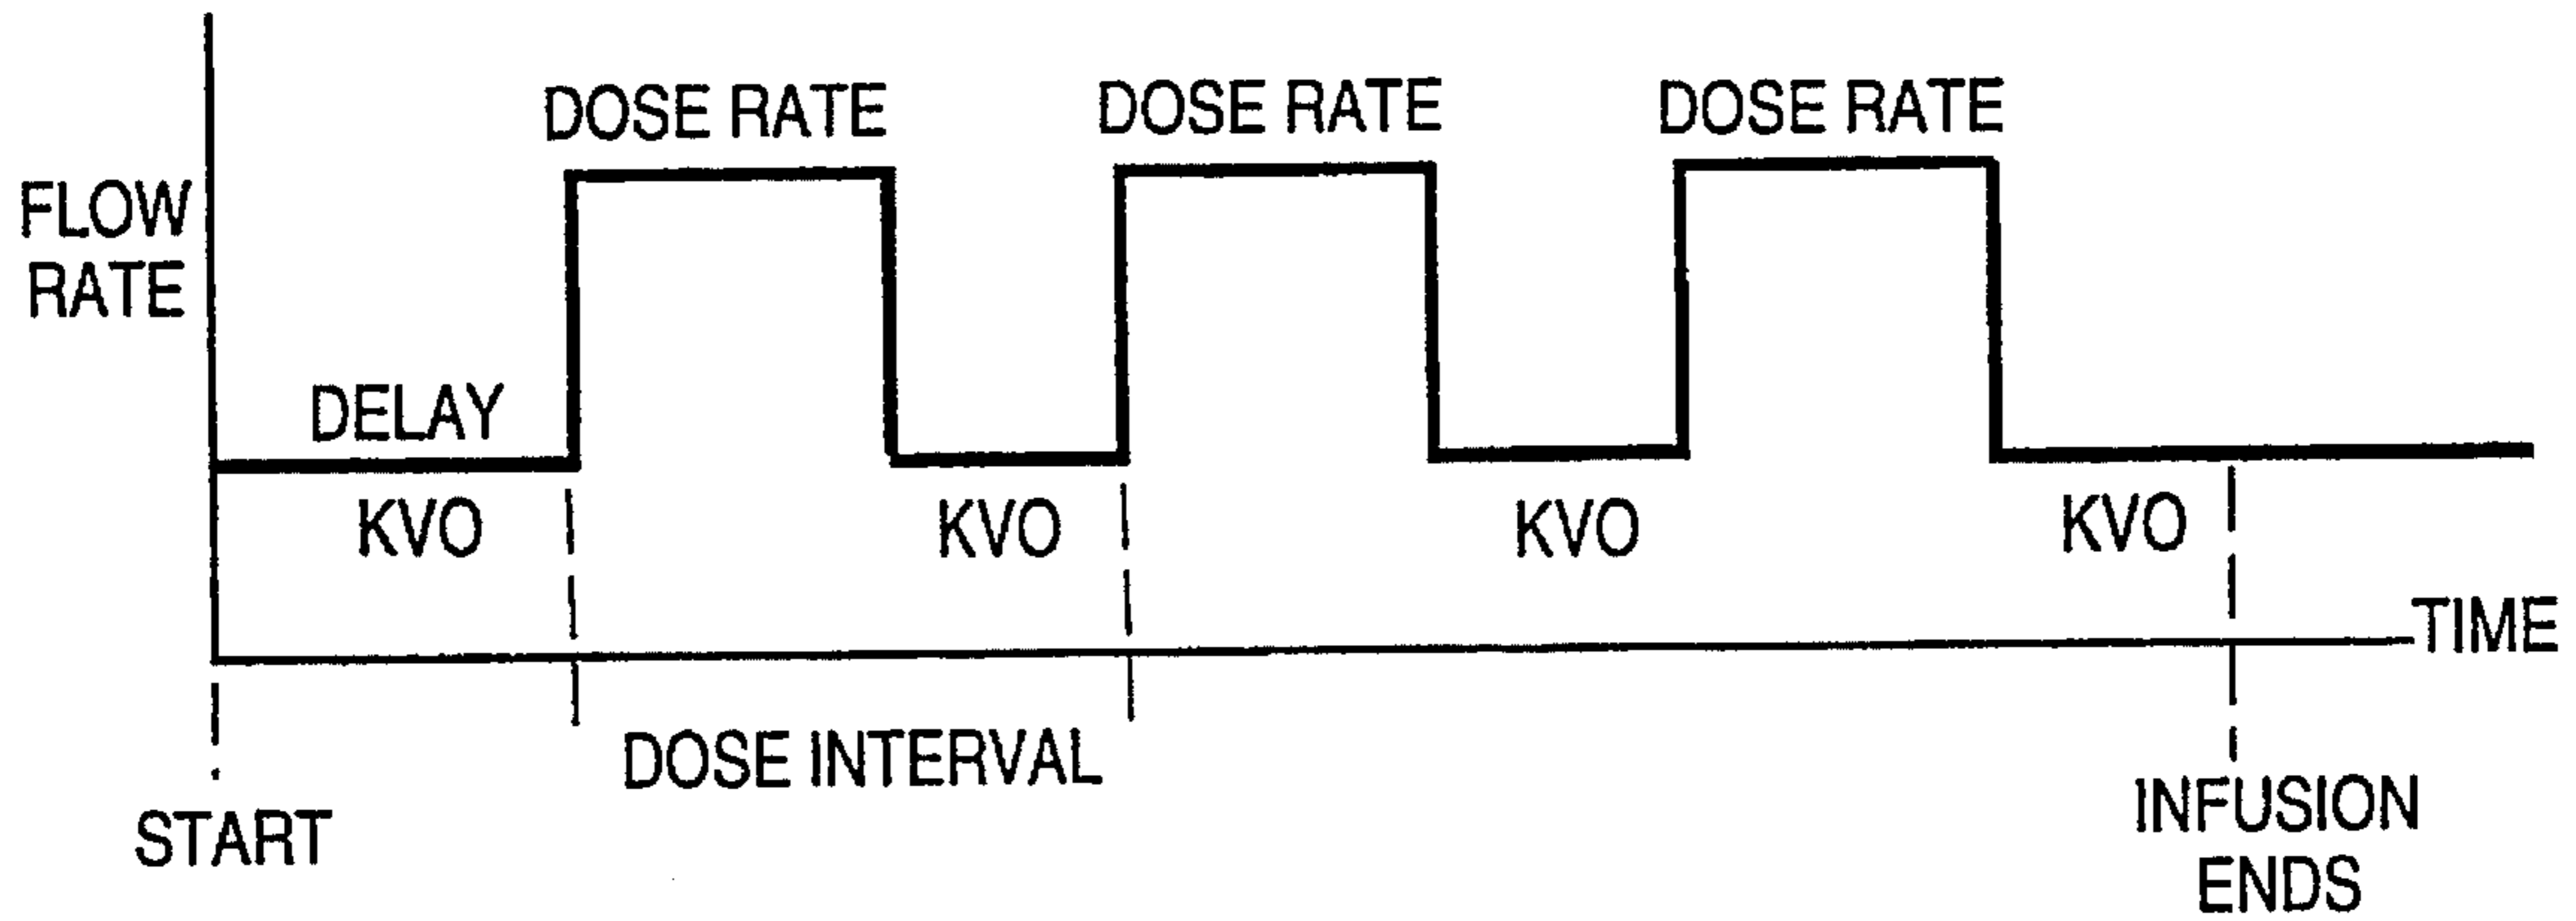 DOSE RATE
DOSE RATE
DOSE RATE
FLOW
RATE
DELAY
KVO
KVO
KVO
KVO
TIME
DOSE INTERVAL
START
INFUSION
ENDS